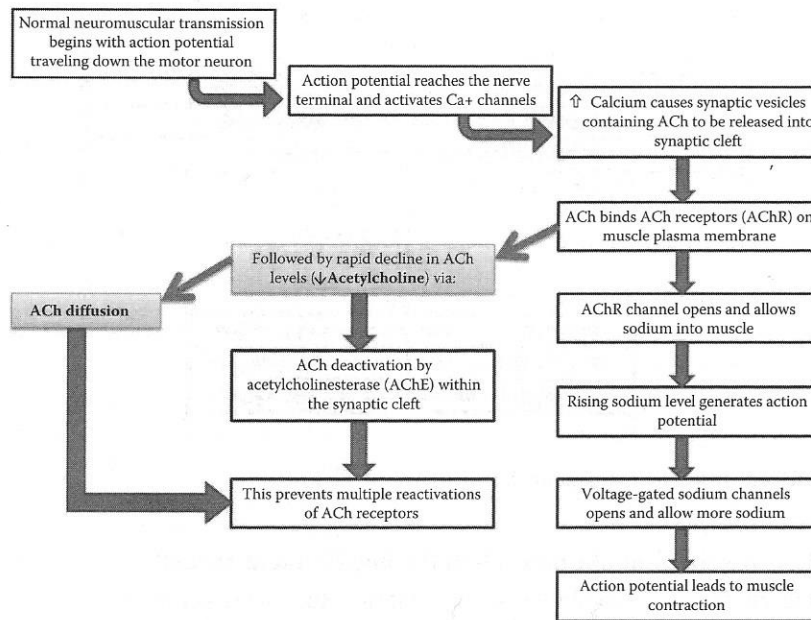 Normal neuromuscular transmission
begins with action potential
traveling down the motor neuron
Action potential reaches the nerve
terminal and activates Ca+ channels
⇧ Calcium causes synaptic vesicles
containing ACh to be released into
synaptic cleft
ACh binds ACh receptors (AChR) on
muscle plasma membrane
Followed by rapid decline in ACh
levels (↓Acetylcholine) via:
ACh diffusion
AChR channel opens and allows
sodium into muscle
ACh deactivation by
acetylcholinesterase (AChE) within
the synaptic cleft
Rising sodium level generates action
potential
This prevents multiple reactivations
of ACh receptors
Voltage-gated sodium channels
opens and allow more sodium
Action potential leads to muscle
contraction